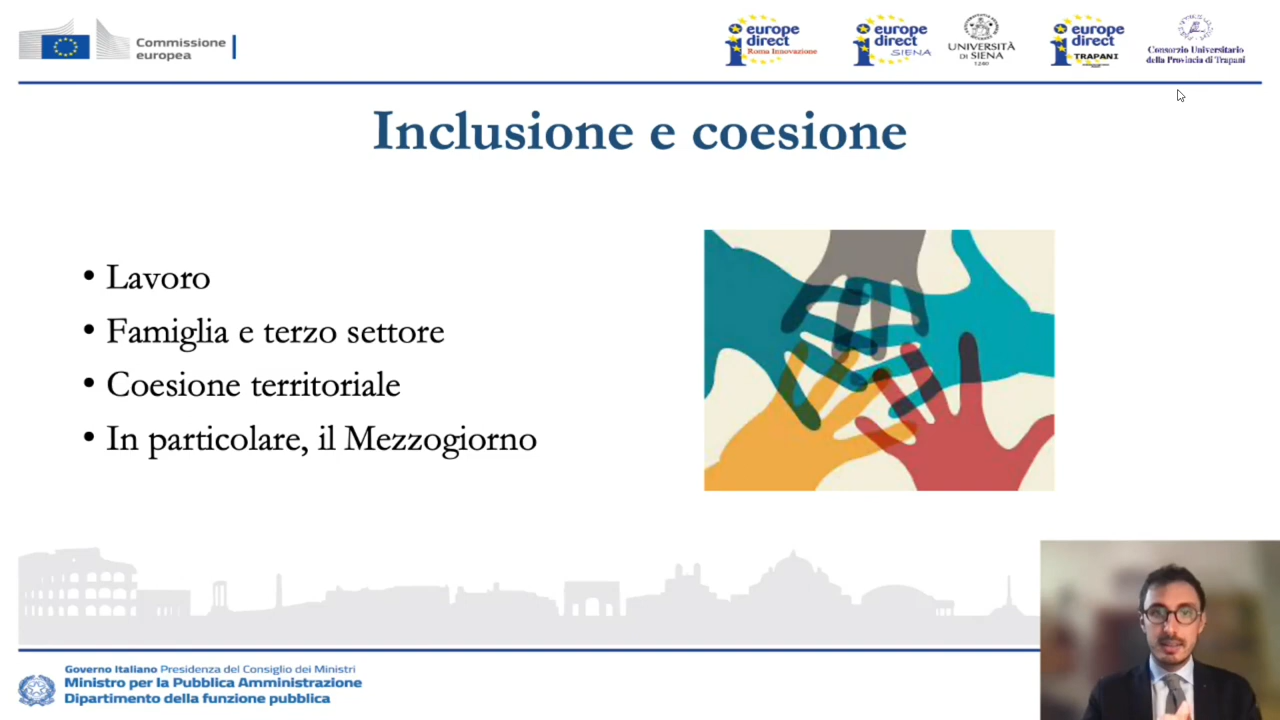 Commissione
europea
europe
direct
Roma Innovazione
europe
direct
SIENA
UNIVERSITÀ
DI SIENA
1240
europe
direct
TRAPANI
Consorzio Universitario
della Provincia di Trapani
Inclusione e coesione
• Lavoro
• Famiglia e terzo settore
• Coesione territoriale
• In particolare, il Mezzogiorno
Governo Italiano Presidenza del Consiglio dei Ministri
Ministro per la Pubblica Amministrazione
Dipartimento della funzione pubblica